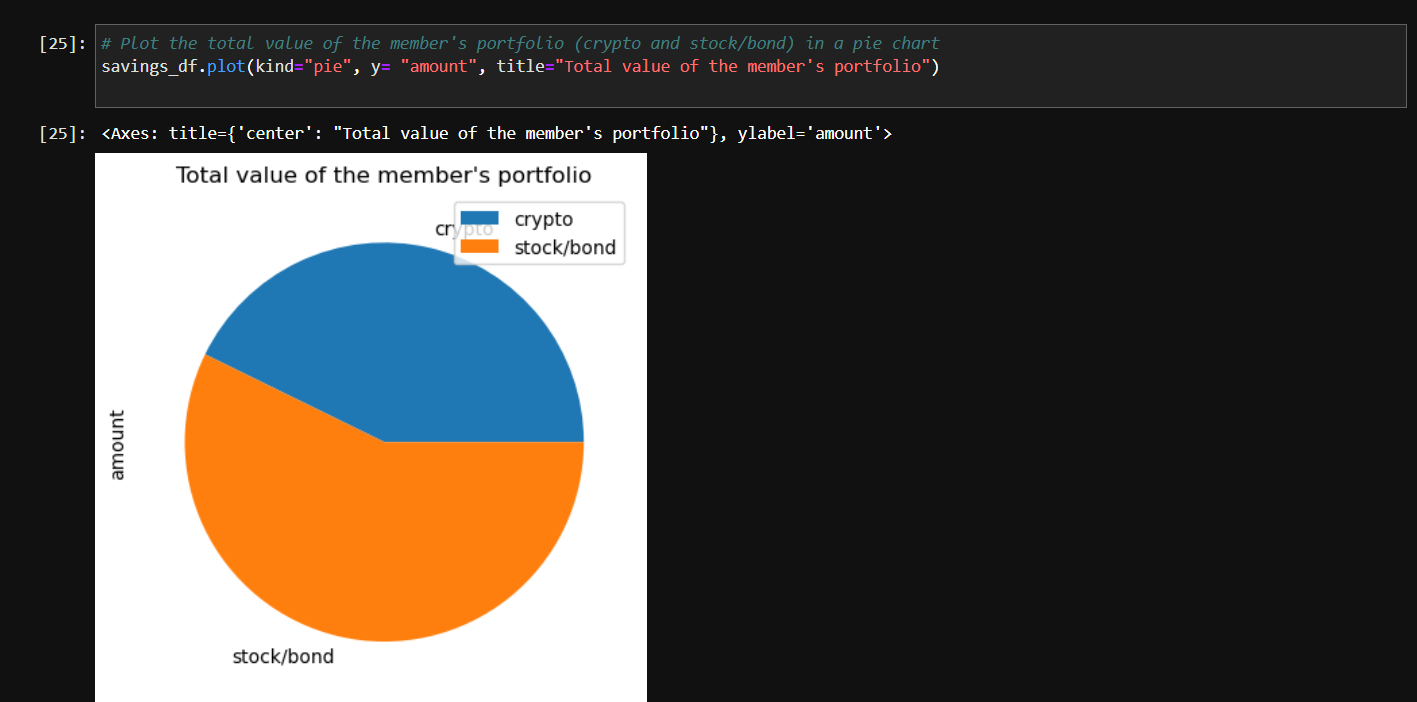 [25]: # Plot the total value of the member's portfolio (crypto and stock/bond) in a pie chart
savings_df.plot(kind="pie", y= "amount", title="Total value of the member's portfolio")
[25]: <Axes: title={'center': "Total value of the member's portfolio"}, ylabel='amount'>
Total value of the member's portfolio
crypto
crypto
stock/bond
amount
stock/bond